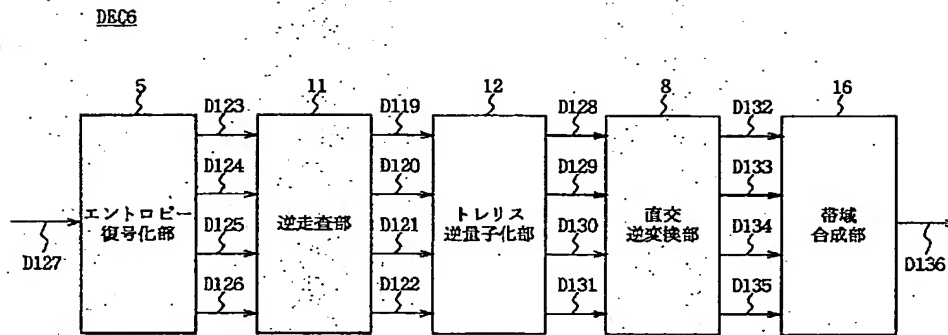 DEC6
5
11
12
8
16
D123
D119
D128
D132
D124
D120
D129
D133
エントロピー
復号化部
逆走査部
トレリス
逆量子化部
直交
逆変換部
帯域
合成部
D125
D121
D130
D134
D127
D136
D126
D122
D131
D135